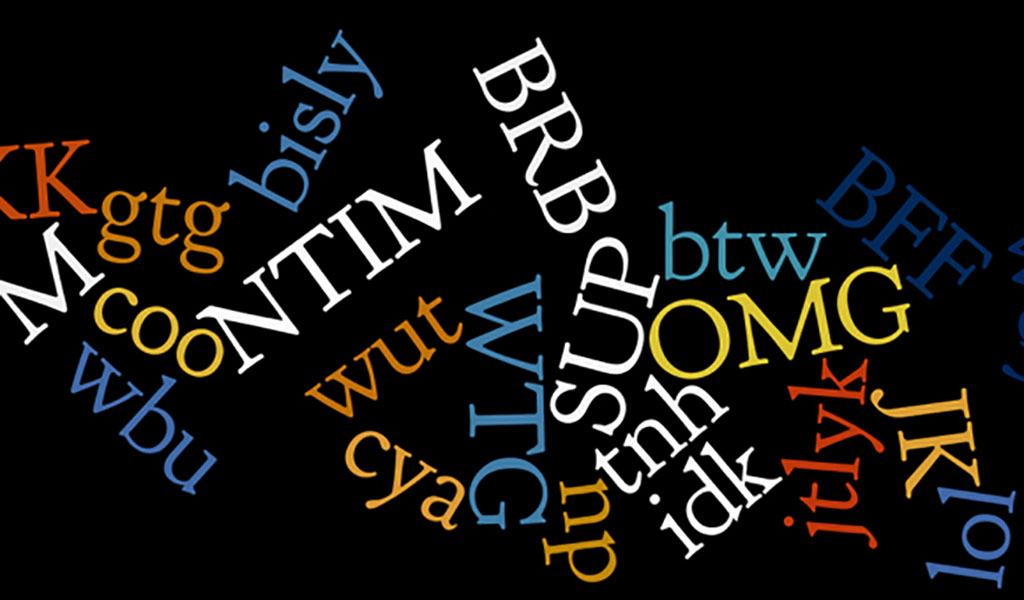 bisly
BRB
KK
gtg
NTIM
M
coo
btw
BFF
wbu
wut
WTG
SUP
OMG
cya
tnh
idk
jtlyk
JK
lol
up